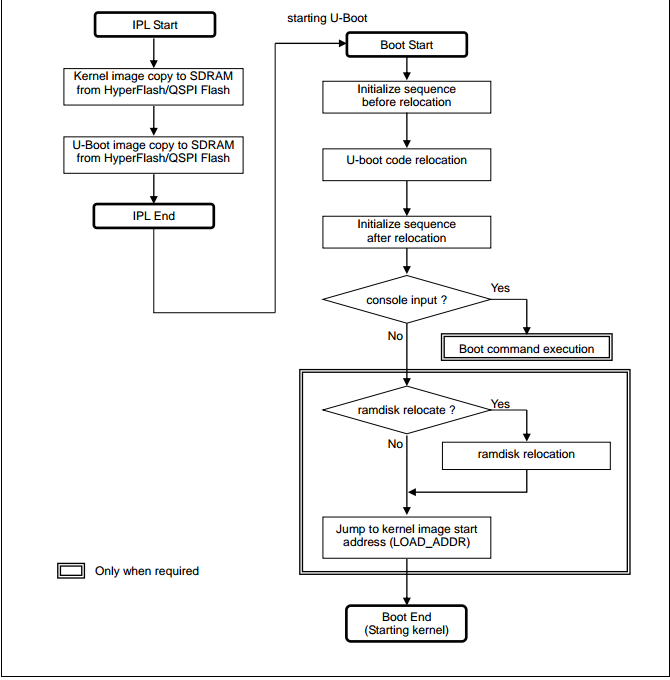 IPL Start
Kernel image copy to SDRAM
from HyperFlash/QSPI Flash
U-Boot image copy to SDRAM
from HyperFlash/QSPI Flash
IPL End
starting U-Boot
Boot Start
Initialize sequence
before relocation
U-boot code relocation
Initialize sequence
after relocation
console input ?
Yes
No
Boot command execution
ramdisk relocate ?
Yes
No
ramdisk relocation
Jump to kernel image start
address (LOAD_ADDR)
Only when required
Boot End
(Starting kernel)